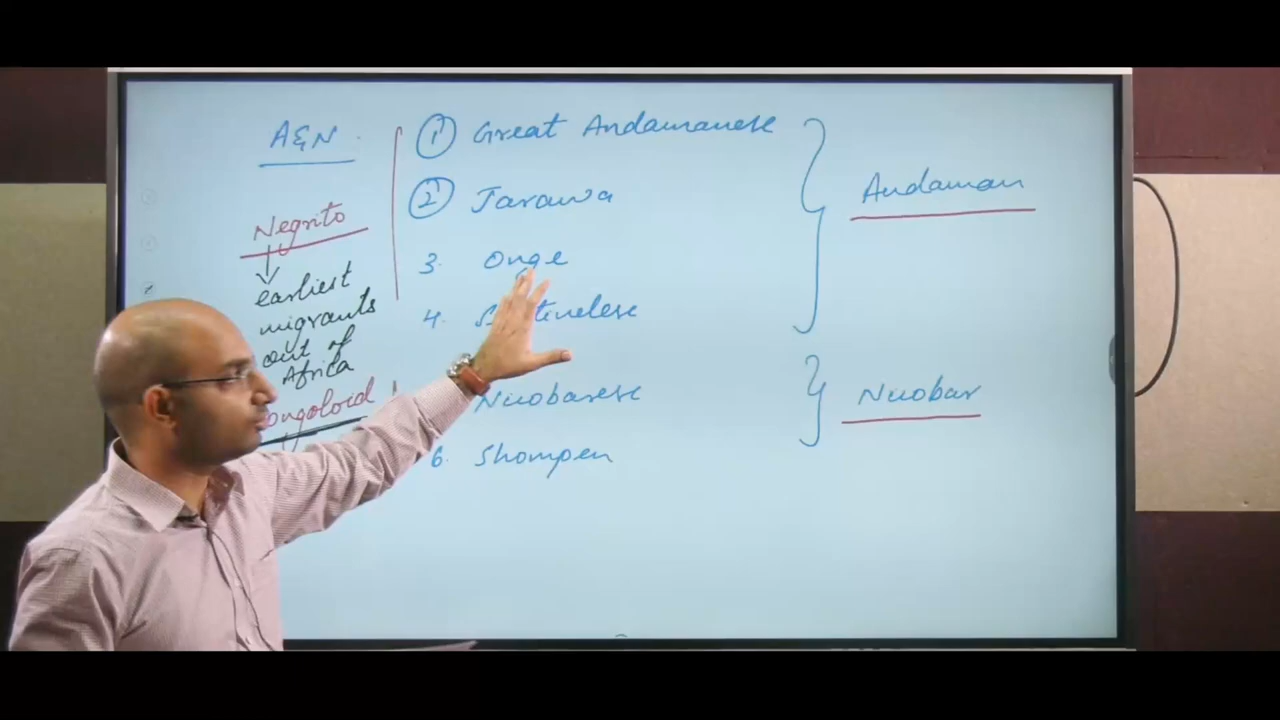 A&N
Negrito
earliest
migrants
out of
Africa
1 Great Andamanese
2 Jarawa
3. Onge
4.
Nicobarese
6. Shompen
Andaman
Nicobar